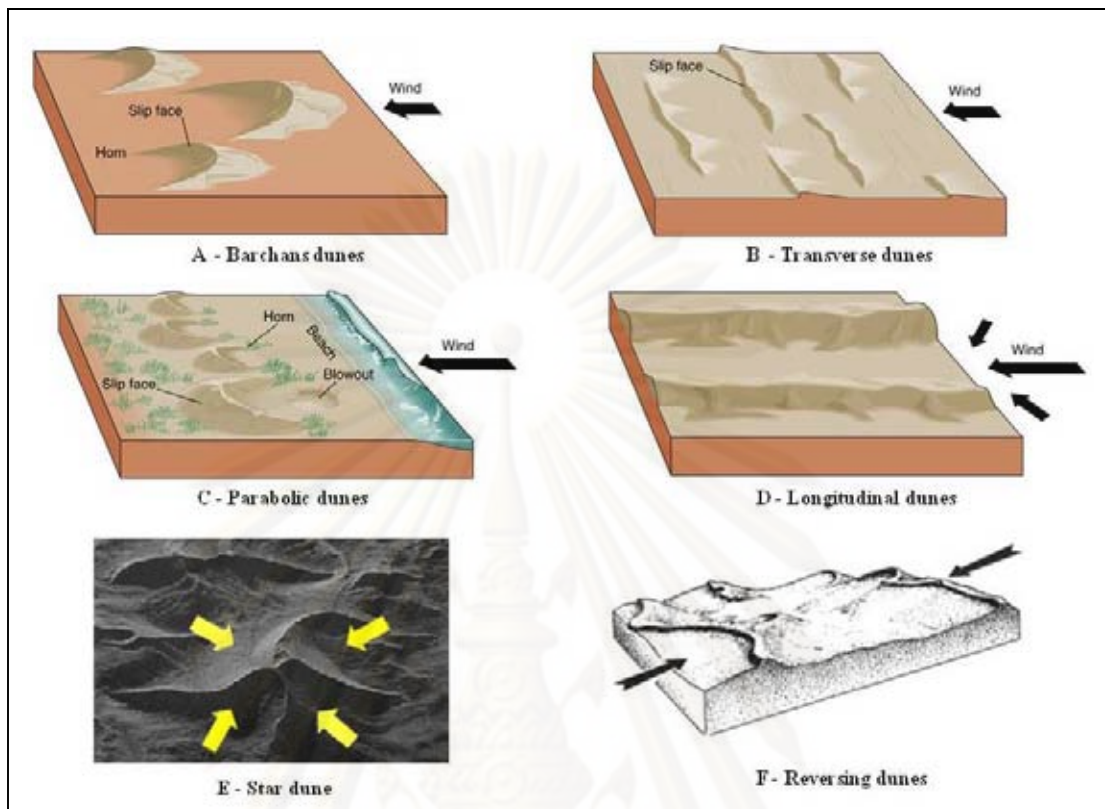 Wind
Slip face
Horn
A - Barchans dunes
Wind
Slip face
B - Transverse dunes
Horn
Beach
Wind
Blowout
Slip face
C - Parabolic dunes
Wind
D - Longitudinal dunes
E - Star dune
F - Reversing dunes